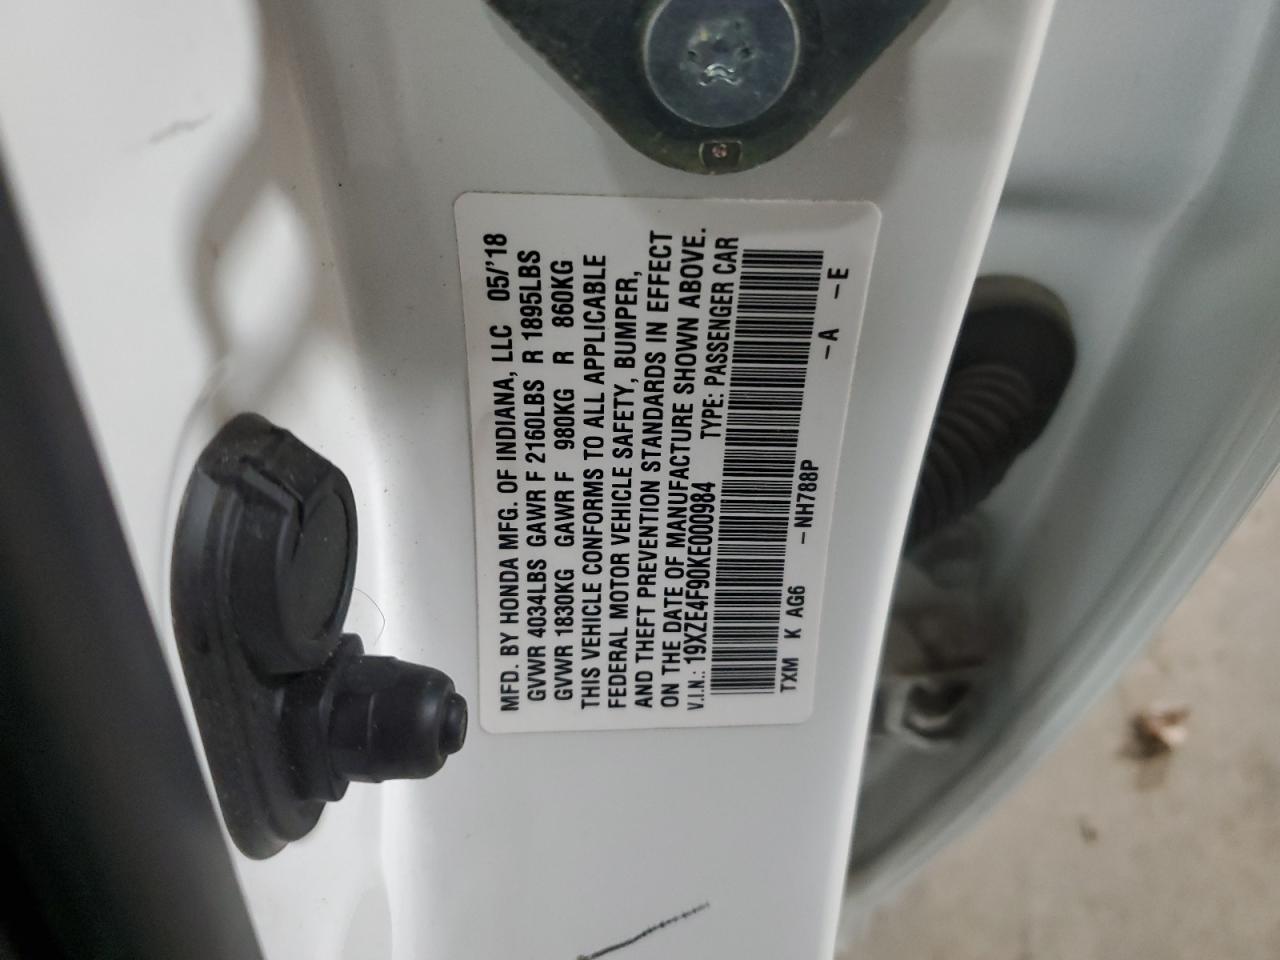 MFD. BY HONDA MFG. OF INDIANA, LLC 05/'18
GVWR 4034LBS GAWR F 2160LBS R 1895LBS
GVWR 1830KG GAWR F 980KG R 860KG
THIS VEHICLE CONFORMS TO ALL APPLICABLE
FEDERAL MOTOR VEHICLE SAFETY, BUMPER,
AND THEFT PREVENTION STANDARDS IN EFFECT
ON THE DATE OF MANUFACTURE SHOWN ABOVE.
V.I.N.: 19XZE4F90KE000984 TYPE: PASSENGER CAR
TXM K AG6 -NH788P -A -E